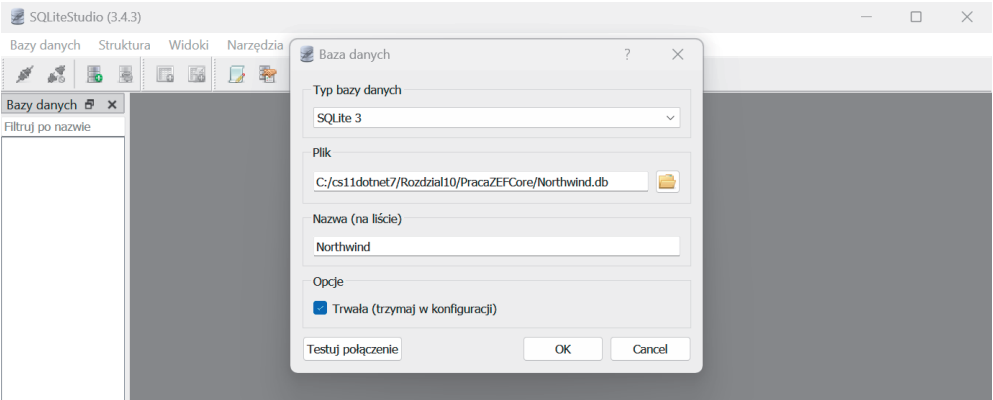 SQLiteStudio (3.4.3)
Bazy danych Struktura Widoki Narzędzia
Bazy danych
Filtruj po nazwie
Baza danych ?
Typ bazy danych
SQLite 3
Plik
C:/cs11dotnet7/Rozdzial10/PracaZEFCore/Northwind.db
Nazwa (na liście)
Northwind
Opcje
Trwała (trzymaj w konfiguracji)
Testuj połączenie OK Cancel